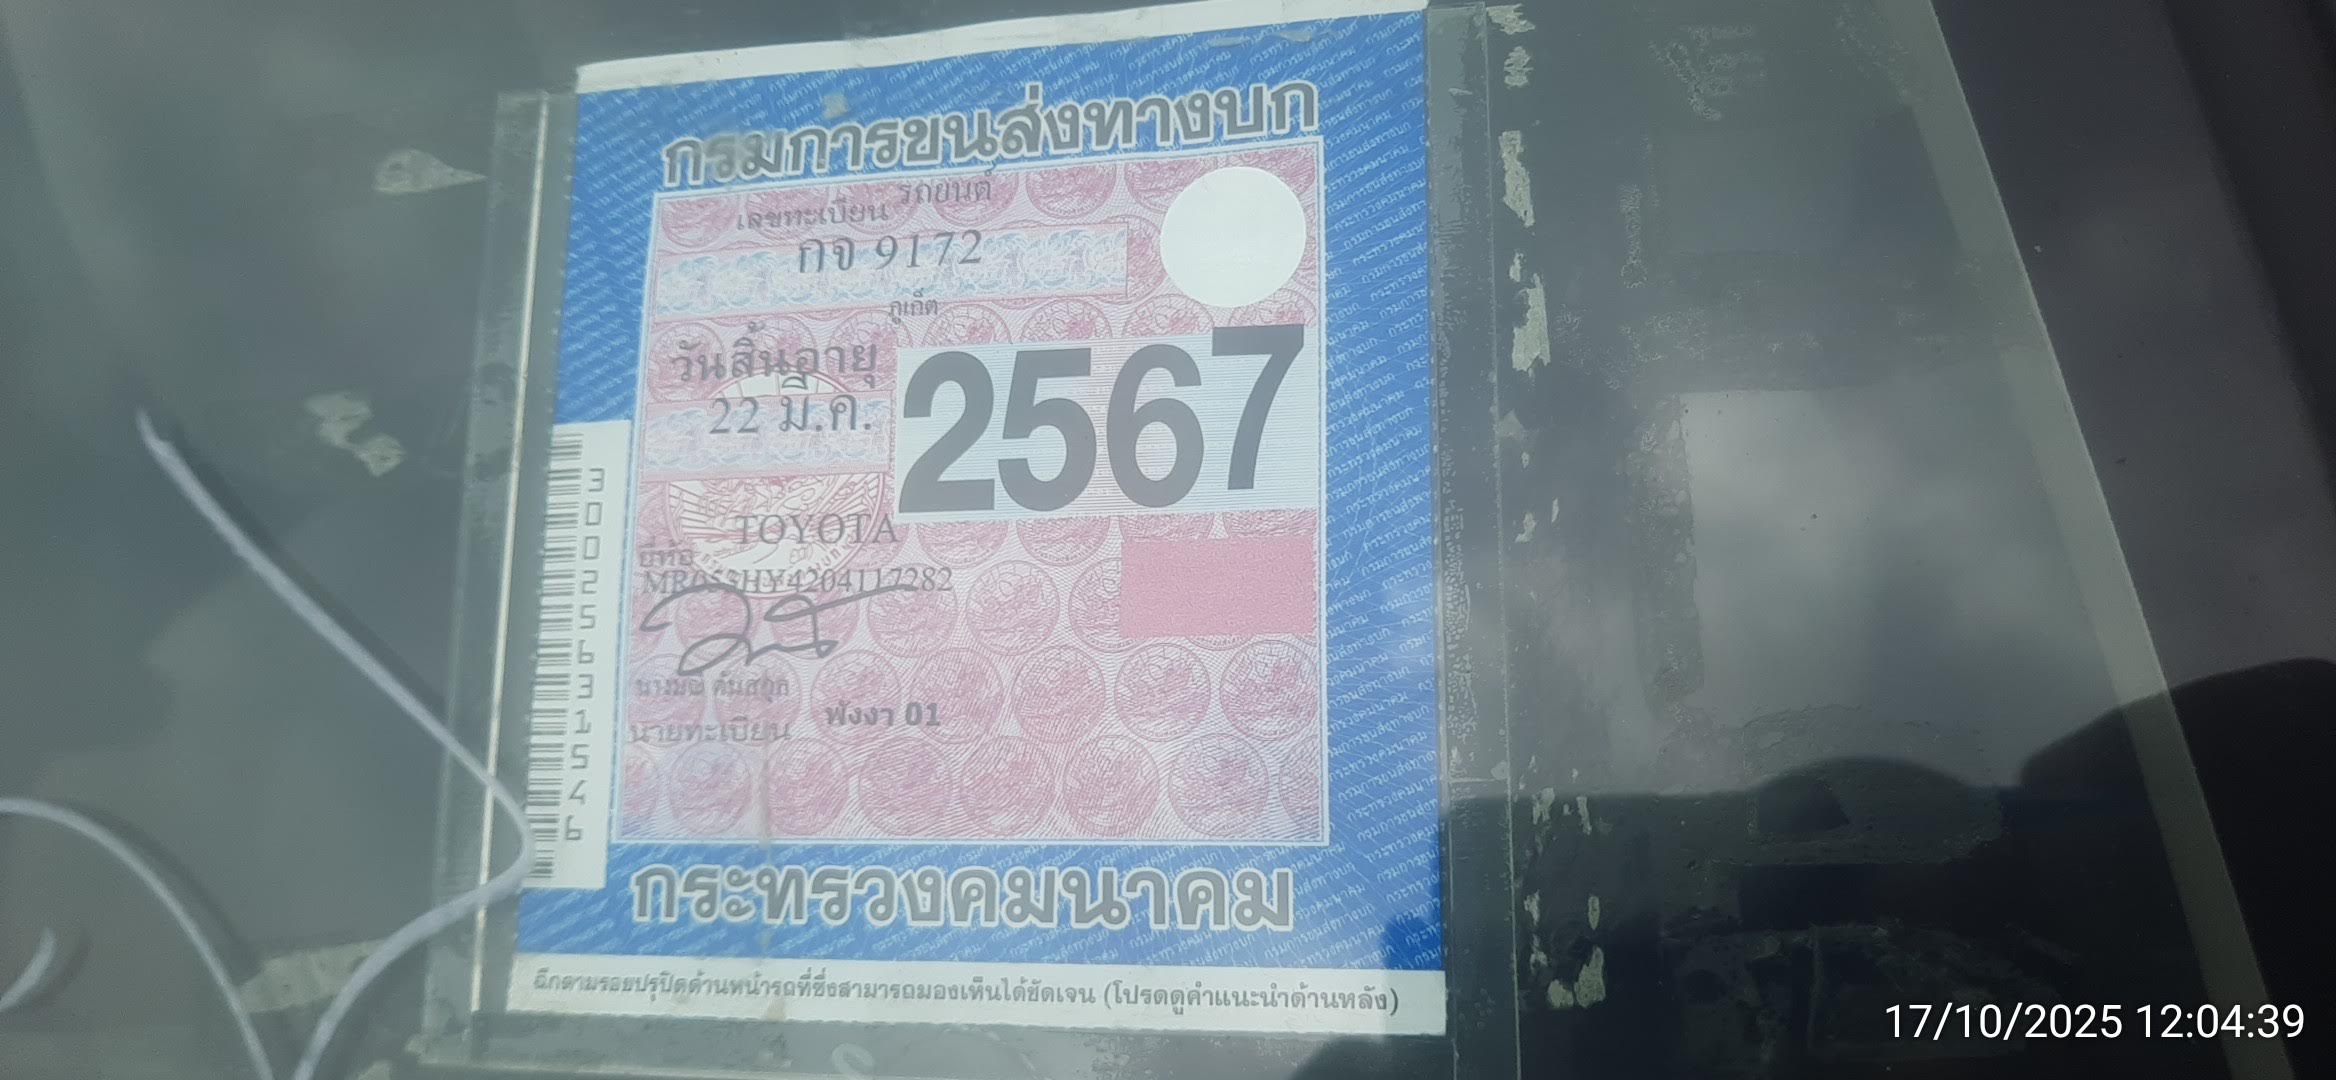 กรมการขนส่งทางบก
รถยนต์
เลขทะเบียน
กจ 9172
ภูเก็ต
วันสิ้นอายุ
22 มี.ค.
2567
TOYOTA
ยี่ห้อ
MR053HY4204117282
นายทะเบียน
พังงา 01
30025631546
กระทรวงคมนาคม
ฉีกตามรอยปรุปิดด้านหน้ารถที่ซึ่งสามารถมองเห็นได้ชัดเจน (โปรดดูคำแนะนำด้านหลัง)
17/10/2025 12:04:39